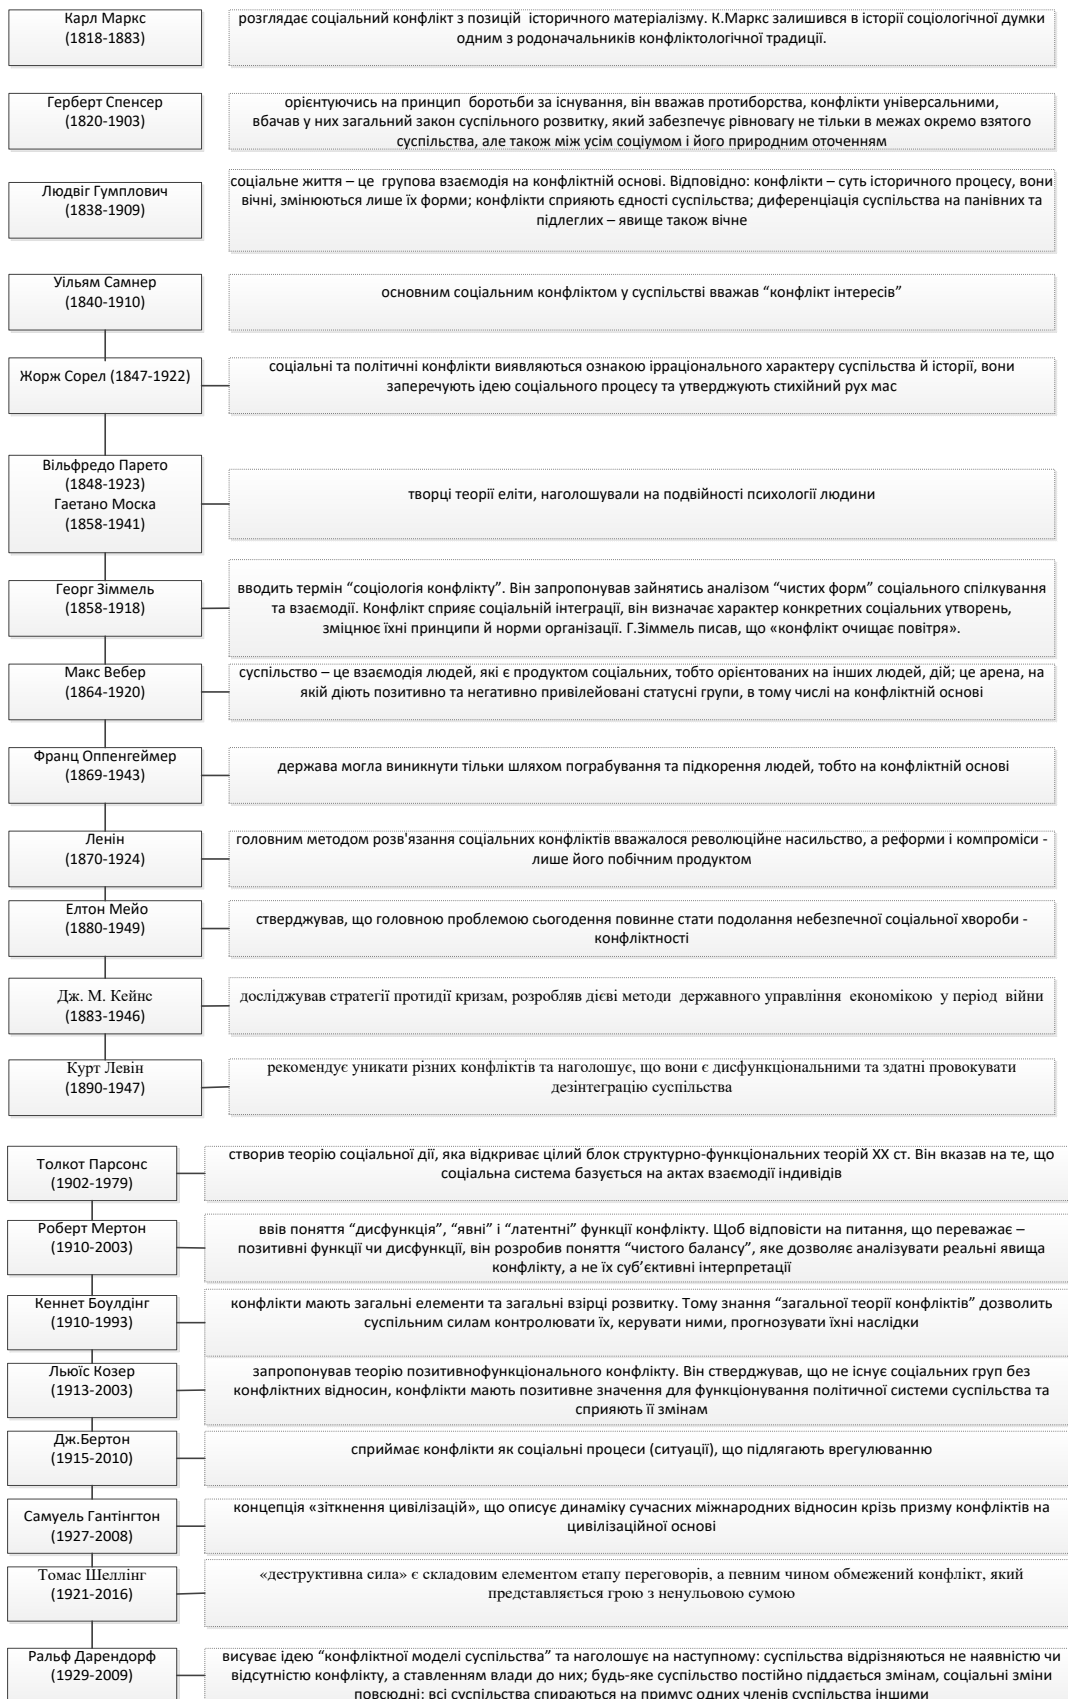 Карл Маркс
(1818-1883)
розглядає соціальний конфлікт з позицій історичного матеріалізму. К.Маркс залишився в історії соціологічної думки
одним з родоначальників конфліктологічної традиції.
Герберт Спенсер
(1820-1903)
орієнтуючись на принцип боротьби за існування, він вважав протиборства, конфлікти універсальними,
вбачав у них загальний закон суспільного розвитку, який забезпечує рівновагу не тільки в межах окремо взятого
суспільства, але також між усім соціумом і його природним оточенням
Людвіг Гумплович
(1838-1909)
соціальне життя – це групова взаємодія на конфліктній основі. Відповідно: конфлікти – суть історичного процесу, вони
вічні, змінюються лише їх форми; конфлікти сприяють єдності суспільства; диференціація суспільства на панівних та
підлеглих – явище також вічне
Уільям Самнер
(1840-1910)
основним соціальним конфліктом у суспільстві вважав “конфлікт інтересів”
Жорж Сорел (1847-1922)
соціальні та політичні конфлікти виявляються ознакою ірраціонального характеру суспільства й історії, вони
заперечують ідею соціального процесу та утверджують стихійний рух мас
Вільфредо Парето
(1848-1923)
Гаетано Моска
(1858-1941)
творці теорії еліти, наголошували на подвійності психології людини
Георг Зіммель
(1858-1918)
вводить термін “соціологія конфлікту”. Він запропонував зайнятись аналізом “чистих форм” соціального спілкування
та взаємодії. Конфлікт сприяє соціальній інтеграції, він визначає характер конкретних соціальних утворень,
зміцнює їхні принципи й норми організації. Г.Зіммель писав, що «конфлікт очищає повітря».
Макс Вебер
(1864-1920)
суспільство – це взаємодія людей, які є продуктом соціальних, тобто орієнтованих на інших людей, дій; це арена, на
якій діють позитивно та негативно привілейовані статусні групи, в тому числі на конфліктній основі
Франц Оппенгеймер
(1869-1943)
держава могла виникнути тільки шляхом пограбування та підкорення людей, тобто на конфліктній основі
Ленін
(1870-1924)
головним методом розв'язання соціальних конфліктів вважалося революційне насильство, а реформи і компроміси -
лише його побічним продуктом
Елтон Мейо
(1880-1949)
стверджував, що головною проблемою сьогодення повинне стати подолання небезпечної соціальної хвороби -
конфліктності
Дж. М. Кейнс
(1883-1946)
досліджував стратегії протидії кризам, розробляв дієві методи державного управління економікою у період війни
Курт Левін
(1890-1947)
рекомендує уникати різних конфліктів та наголошує, що вони є дисфункціональними та здатні провокувати
дезінтеграцію суспільства
Толкот Парсонс
(1902-1979)
створив теорію соціальної дії, яка відкриває цілий блок структурно-функціональних теорій ХХ ст. Він вказав на те, що
соціальна система базується на актах взаємодії індивідів
Роберт Мертон
(1910-2003)
ввів поняття “дисфункція”, “явні” і “латентні” функції конфлікту. Щоб відповісти на питання, що переважає –
позитивні функції чи дисфункції, він розробив поняття “чистого балансу”, яке дозволяє аналізувати реальні явища
конфлікту, а не їх суб’єктивні інтерпретації
Кеннет Боулдінг
(1910-1993)
конфлікти мають загальні елементи та загальні взірці розвитку. Тому знання “загальної теорії конфліктів” дозволить
суспільним силам контролювати їх, керувати ними, прогнозувати їхні наслідки
Льюїс Козер
(1913-2003)
запропонував теорію позитивнофункціонального конфлікту. Він стверджував, що не існує соціальних груп без
конфліктних відносин, конфлікти мають позитивне значення для функціонування політичної системи суспільства та
сприяють її змінам
Дж.Бертон
(1915-2010)
сприймає конфлікти як соціальні процеси (ситуації), що підлягають врегулюванню
Самуель Гантінгтон
(1927-2008)
концепція «зіткнення цивілізацій», що описує динаміку сучасних міжнародних відносин крізь призму конфліктів на
цивілізаційної основі
Томас Шеллінг
(1921-2016)
«деструктивна сила» є складовим елементом етапу переговорів, а певним чином обмежений конфлікт, який
представляється грою з ненульовою сумою
Ральф Дарендорф
(1929-2009)
висуває ідею “конфліктної моделі суспільства” та наголошує на наступному: суспільства відрізняються не наявністю чи
відсутністю конфлікту, а ставленням влади до них; будь-яке суспільство постійно піддається змінам, соціальні зміни
повсюдні; всі суспільства спираються на примус одних членів суспільства іншими